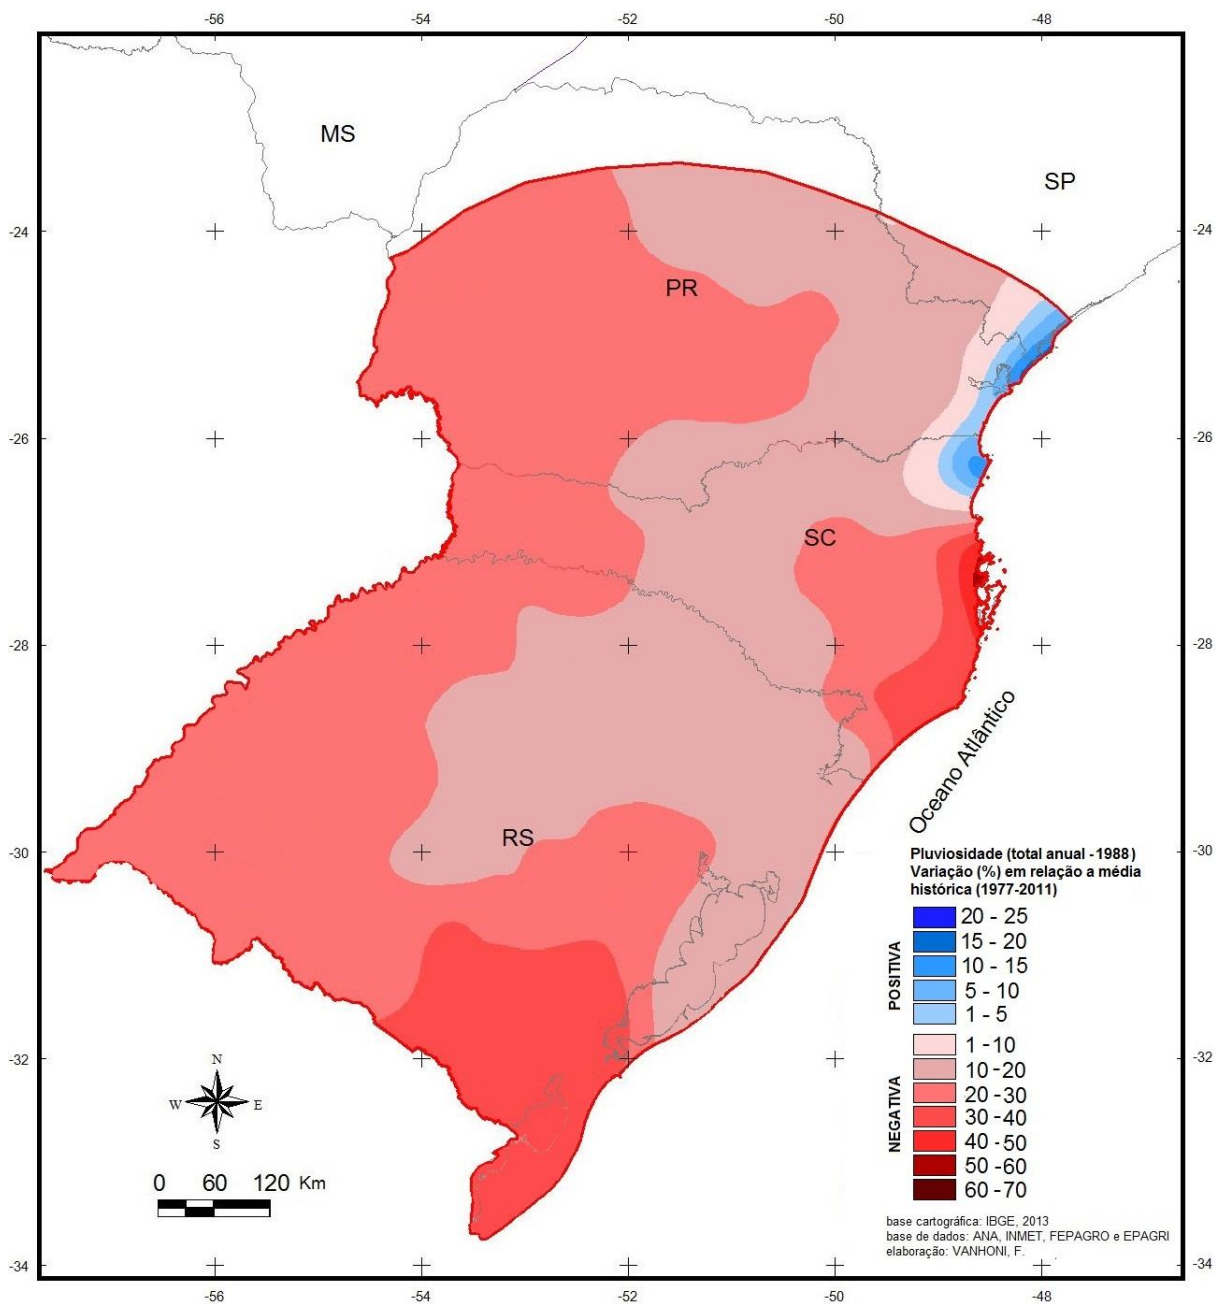 -56 -54 -52 -50 -48
MS
SP
-24 -24
PR
-26 -26
SC
-28 -28
Oceano Atlântico
RS
-30 -30
Pluviosidade (total anual - 1988)
Variação (%) em relação a média
histórica (1977-2011)
POSITIVA
20 - 25
15 - 20
10 - 15
5 - 10
1 - 5
NEGATIVA
1 - 10
10 - 20
20 - 30
30 - 40
40 - 50
50 - 60
60 - 70
-32 -32
N
W E
S
0 60 120 Km
base cartográfica: IBGE, 2013
base de dados: ANA, INMET, FEPAGRO e EPAGRI
elaboração: VANHONI, F.
-34 -34
-56 -54 -52 -50 -48